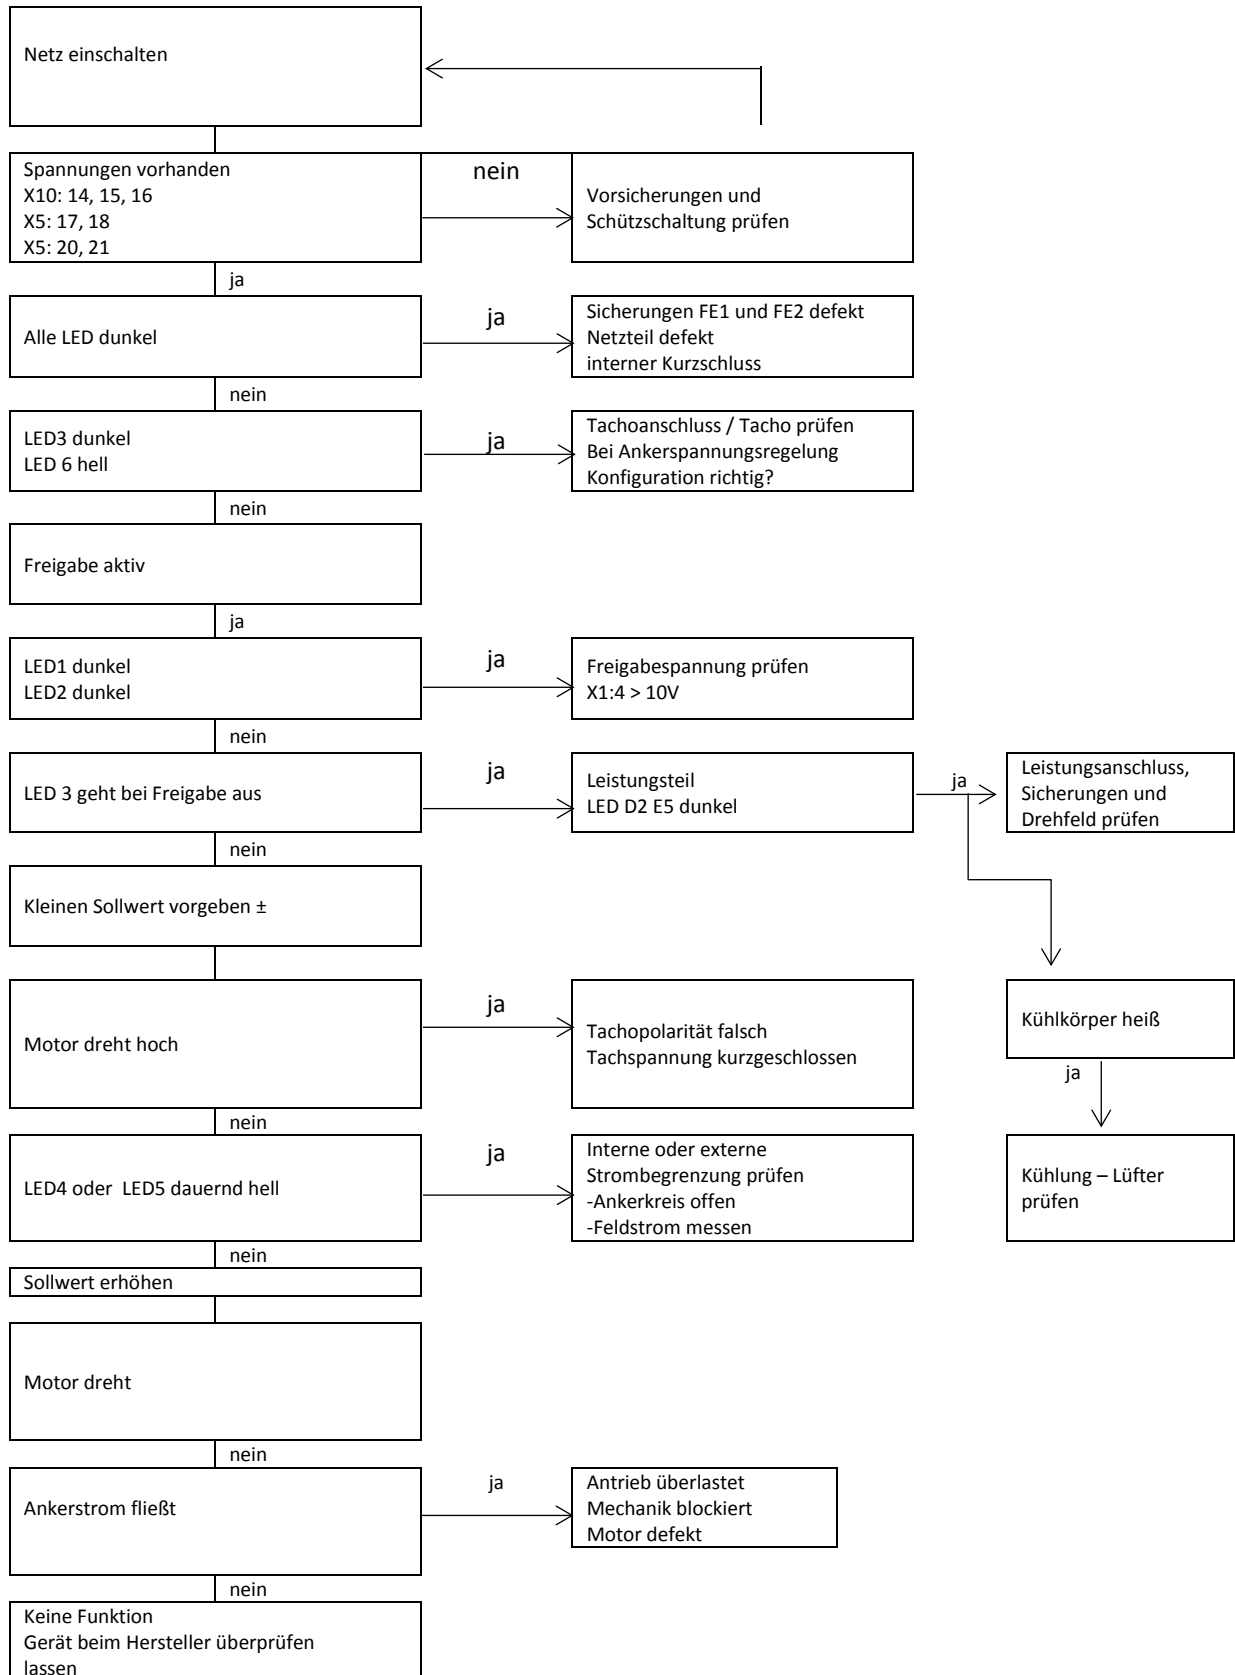 Netz einschalten
Spannungen vorhanden
X10: 14, 15, 16
X5: 17, 18
X5: 20, 21
nein
Vorsicherungen und
Schützschaltung prüfen
ja
Alle LED dunkel
ja
Sicherungen FE1 und FE2 defekt
Netzteil defekt
interner Kurzschluss
nein
LED3 dunkel
LED 6 hell
ja
Tachoanschluss / Tacho prüfen
Bei Ankerspannungsregelung
Konfiguration richtig?
nein
Freigabe aktiv
ja
LED1 dunkel
LED2 dunkel
ja
Freigabespannung prüfen
X1:4 > 10V
nein
LED 3 geht bei Freigabe aus
ja
Leistungsteil
LED D2 E5 dunkel
ja
Leistungsanschluss,
Sicherungen und
Drehfeld prüfen
nein
Kleinen Sollwert vorgeben ±
Motor dreht hoch
ja
Tachopolarität falsch
Tachspannung kurzgeschlossen
Kühlkörper heiß
ja
nein
LED4 oder  LED5 dauernd hell
ja
Interne oder externe
Strombegrenzung prüfen
-Ankerkreis offen
-Feldstrom messen
Kühlung – Lüfter
prüfen
nein
Sollwert erhöhen
Motor dreht
nein
Ankerstrom fließt
ja
Antrieb überlastet
Mechanik blockiert
Motor defekt
nein
Keine Funktion
Gerät beim Hersteller überprüfen
lassen